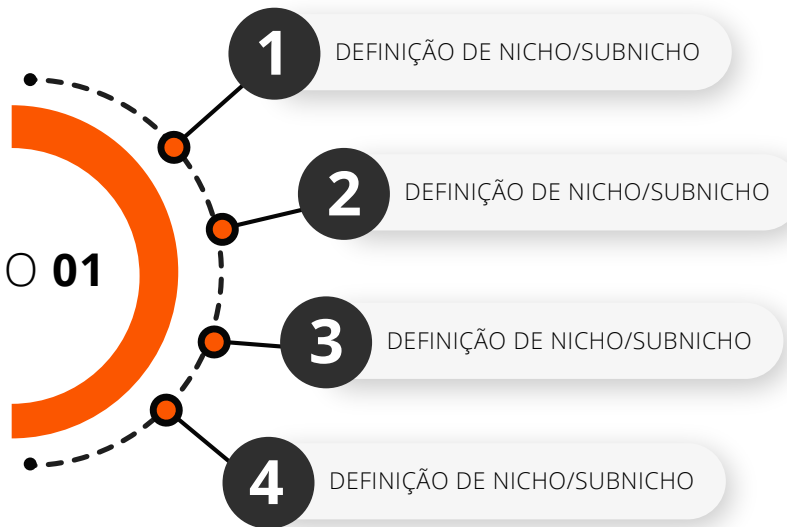 1 DEFINIÇÃO DE NICHO/SUBNICHO
2 DEFINIÇÃO DE NICHO/SUBNICHO
O 01
3 DEFINIÇÃO DE NICHO/SUBNICHO
4 DEFINIÇÃO DE NICHO/SUBNICHO